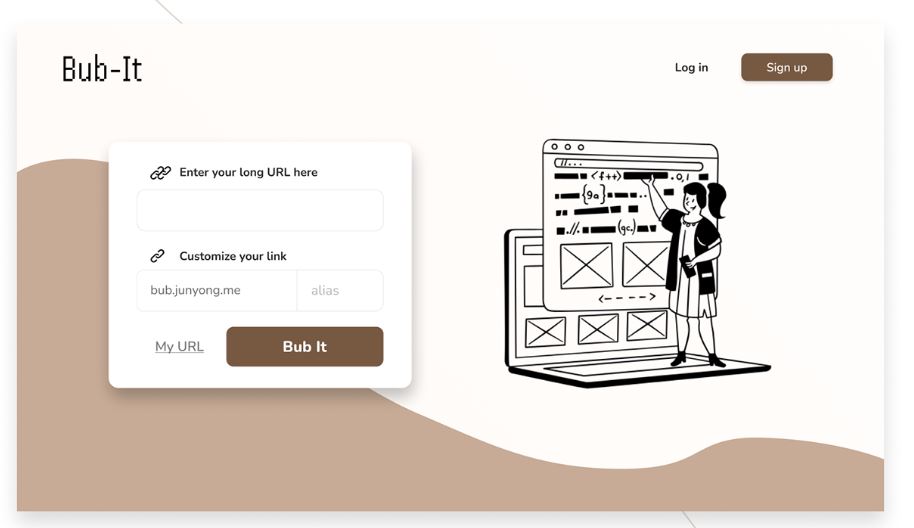 Bub-It
Log in
Sign up
Enter your long URL here
Customize your link
bub.junyong.me
alias
My URL
Bub It
//...
<f++>
0,1
{ga}
.//.
(gc,)
<---->